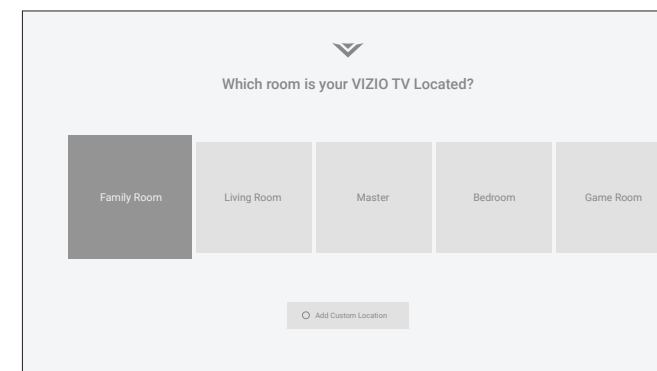 Which room is your VIZIO TV Located?
Family Room
Living Room
Master
Bedroom
Game Room
Add Custom Location